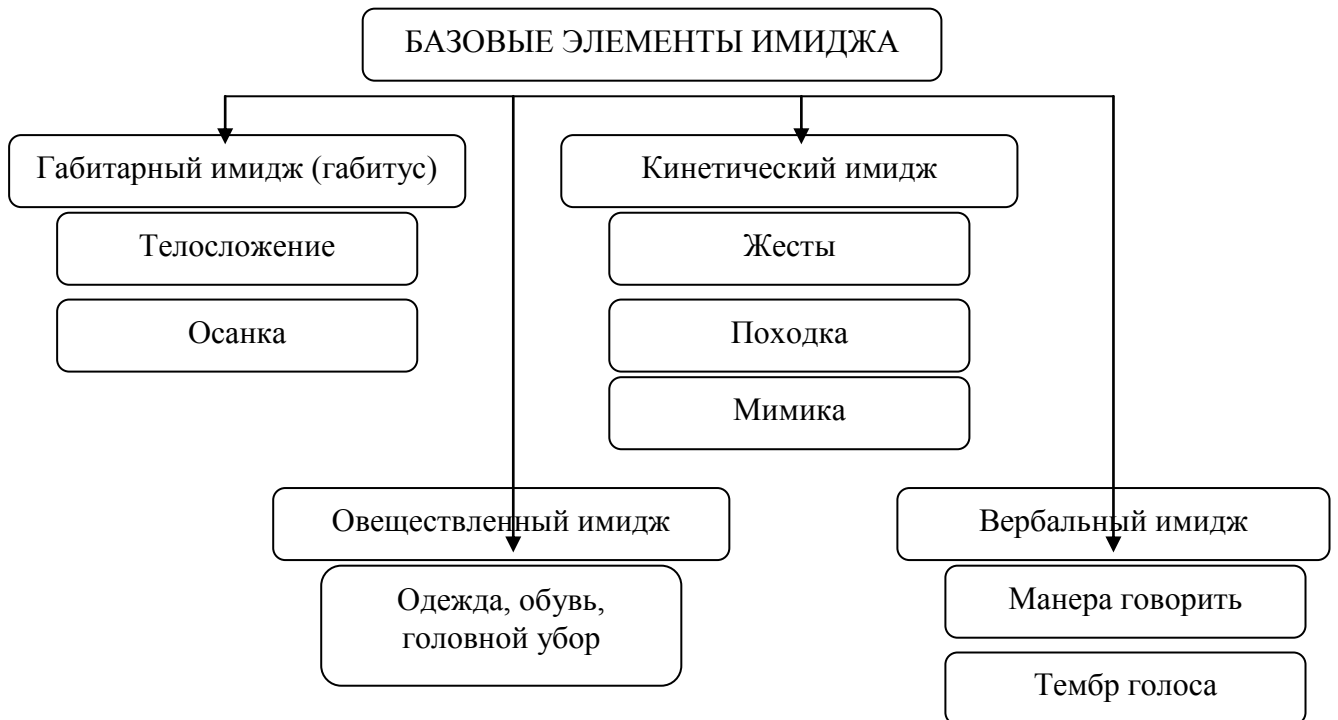 БАЗОВЫЕ ЭЛЕМЕНТЫ ИМИДЖА
Габитарный имидж (габитус)
Телосложение
Осанка
Кинетический имидж
Жесты
Походка
Мимика
Овеществленный имидж
Одежда, обувь,
головной убор
Вербальный имидж
Манера говорить
Тембр голоса